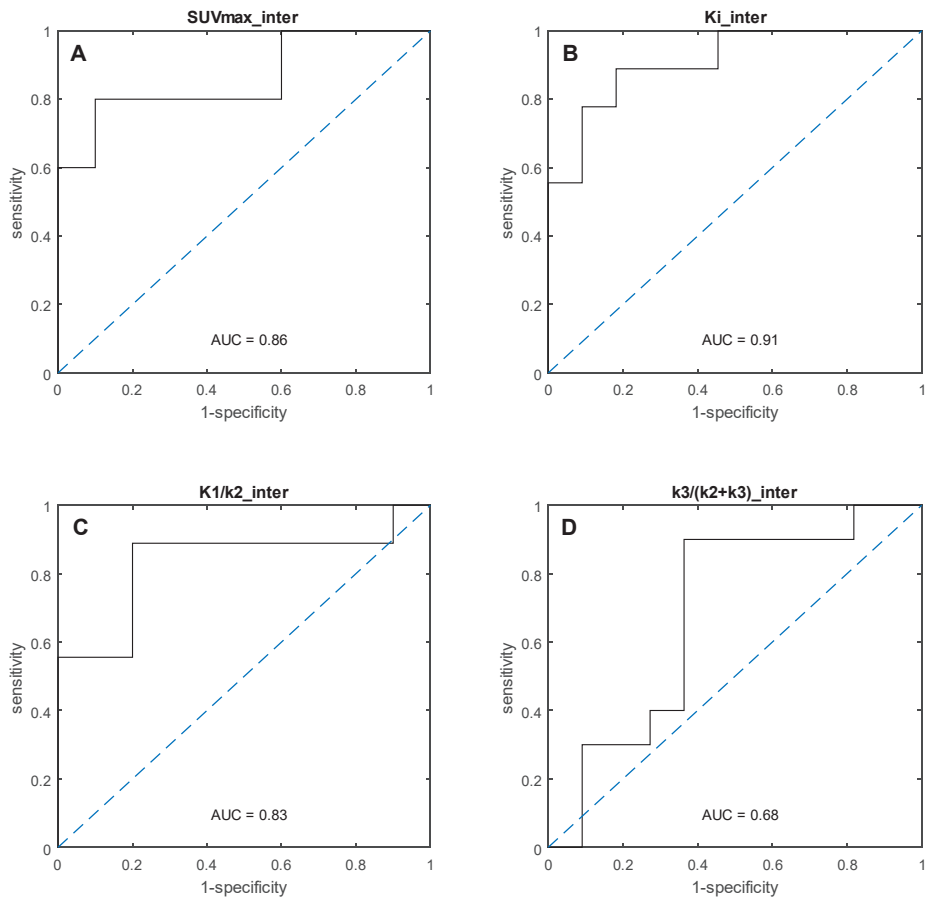 SUVmax_inter
A
1
0.8
0.6
0.4
0.2
0
sensitivity
AUC = 0.86
0 0.2 0.4 0.6 0.8 1
1-specificity
Ki_inter
B
1
0.8
0.6
0.4
0.2
0
sensitivity
AUC = 0.91
0 0.2 0.4 0.6 0.8 1
1-specificity
K1/k2_inter
C
1
0.8
0.6
0.4
0.2
0
sensitivity
AUC = 0.83
0 0.2 0.4 0.6 0.8 1
1-specificity
k3/(k2+k3)_inter
D
1
0.8
0.6
0.4
0.2
0
sensitivity
AUC = 0.68
0 0.2 0.4 0.6 0.8 1
1-specificity